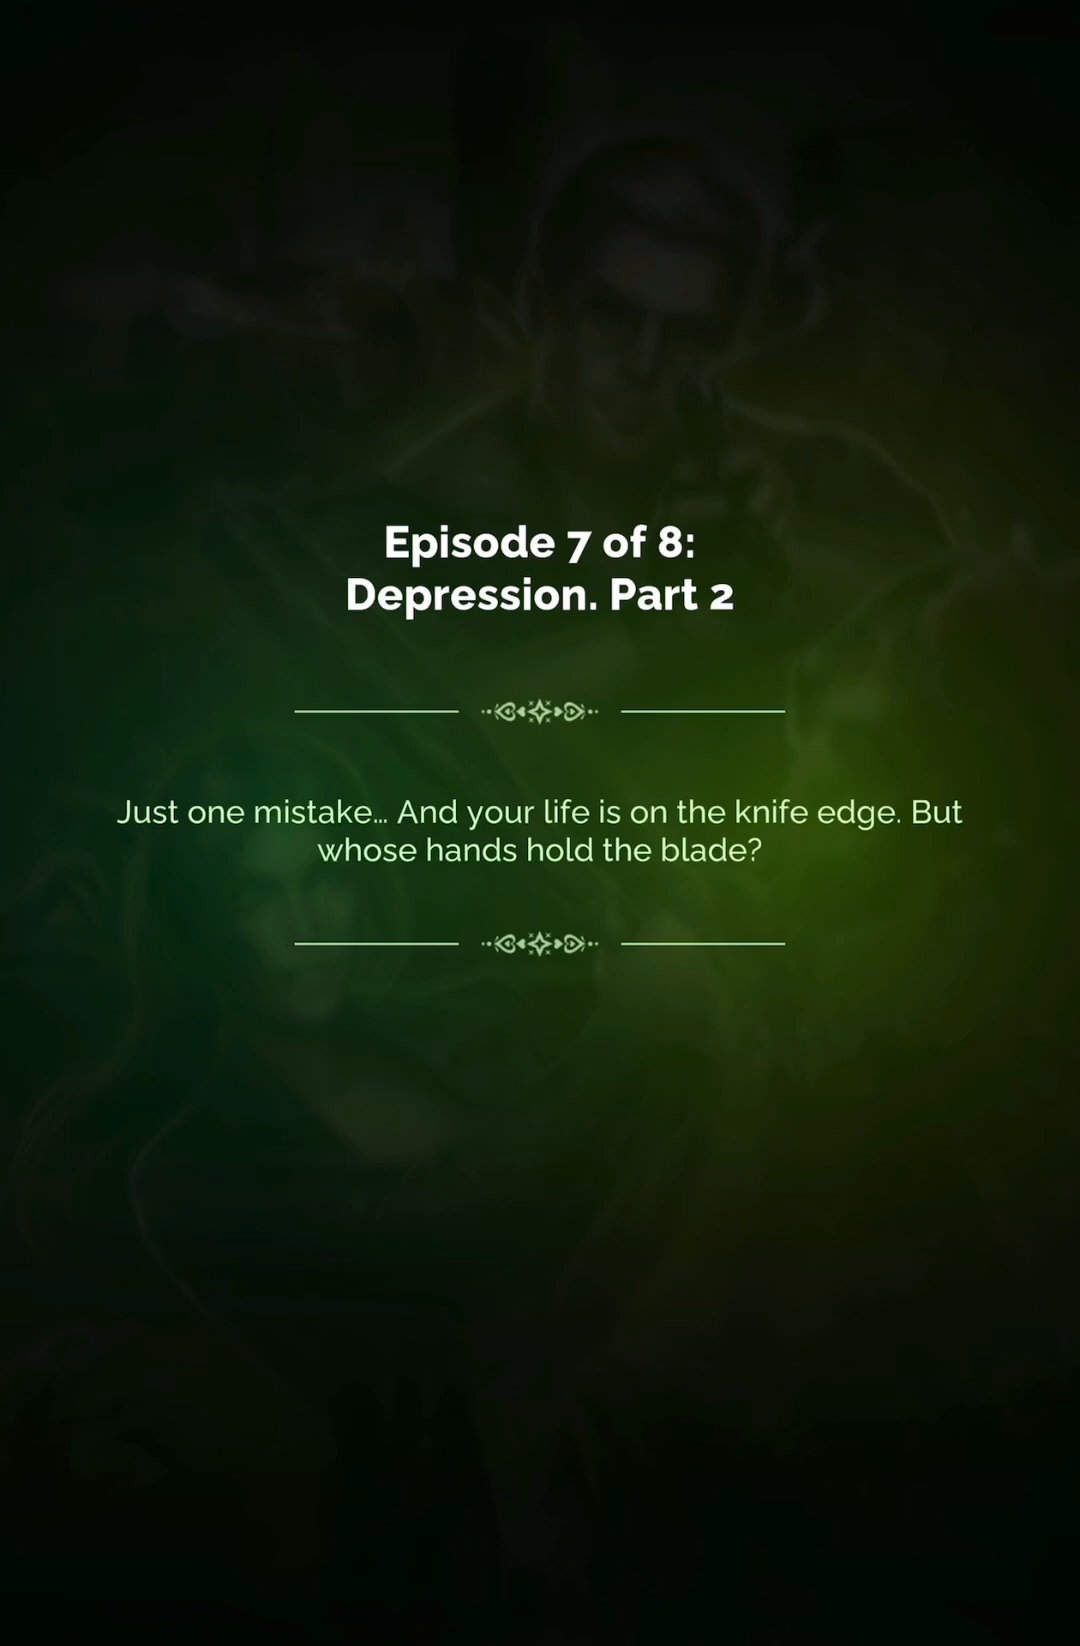 Episode 7 of 8:
Depression. Part 2
Just one mistake... And your life is on the knife edge. But
whose hands hold the blade?